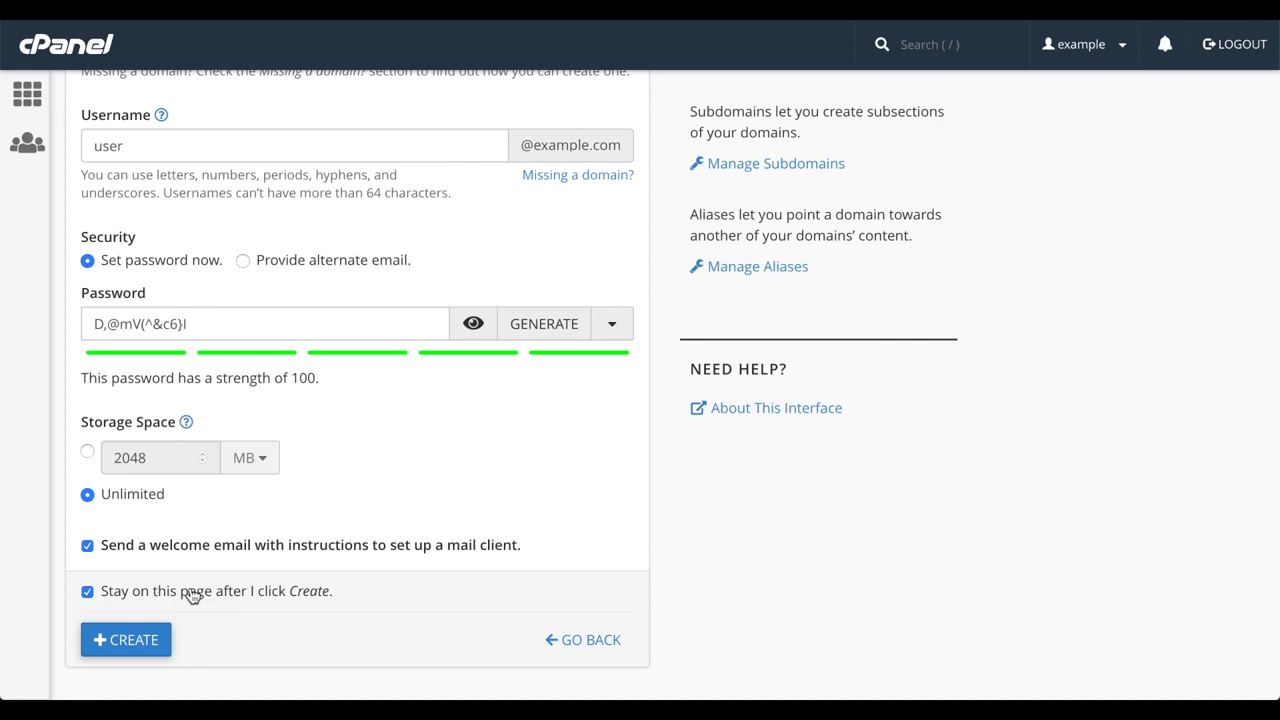 cPanel
Search ( / )
example
LOGOUT
Missing a domain? Check the Missing a domain? section to find out how you can create one.
Username
user
@example.com
You can use letters, numbers, periods, hyphens, and
underscores. Usernames can't have more than 64 characters.
Missing a domain?
Security
Set password now.
Provide alternate email.
Password
D,@mV(^&c6}I
GENERATE
This password has a strength of 100.
Storage Space
2048
MB
Unlimited
Send a welcome email with instructions to set up a mail client.
Stay on this page after I click Create.
CREATE
GO BACK
Subdomains let you create subsections
of your domains.
Manage Subdomains
Aliases let you point a domain towards
another of your domains' content.
Manage Aliases
NEED HELP?
About This Interface